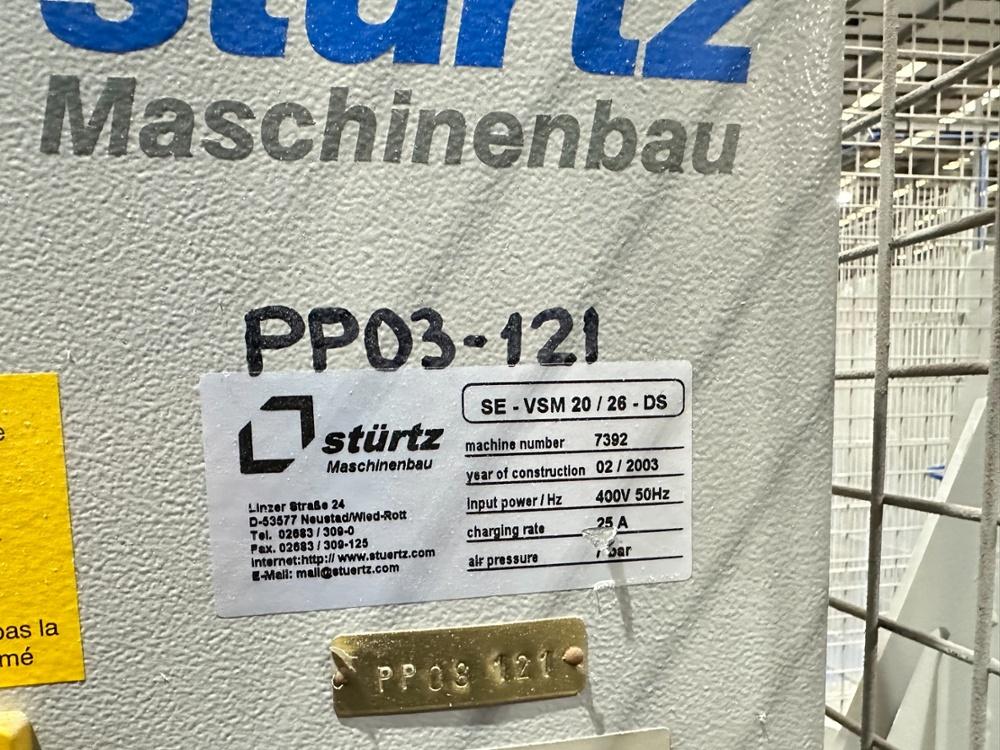 stürtz
Maschinenbau
PP03-121
stürtz
Maschinenbau
Linzer Straße 24
D-53577 Neustad/Wied-Rott
Tel. 02683 / 309-0
Fax. 02683 / 309-125
Internet:http:// www.stuertz.com
E-Mail: mail@stuertz.com
SE - VSM 20 / 26 - DS
machine number 7392
year of construction 02 / 2003
Input power / Hz 400V 50Hz
charging rate 25 A
air pressure bar
PP03 121
e
pas la
mé